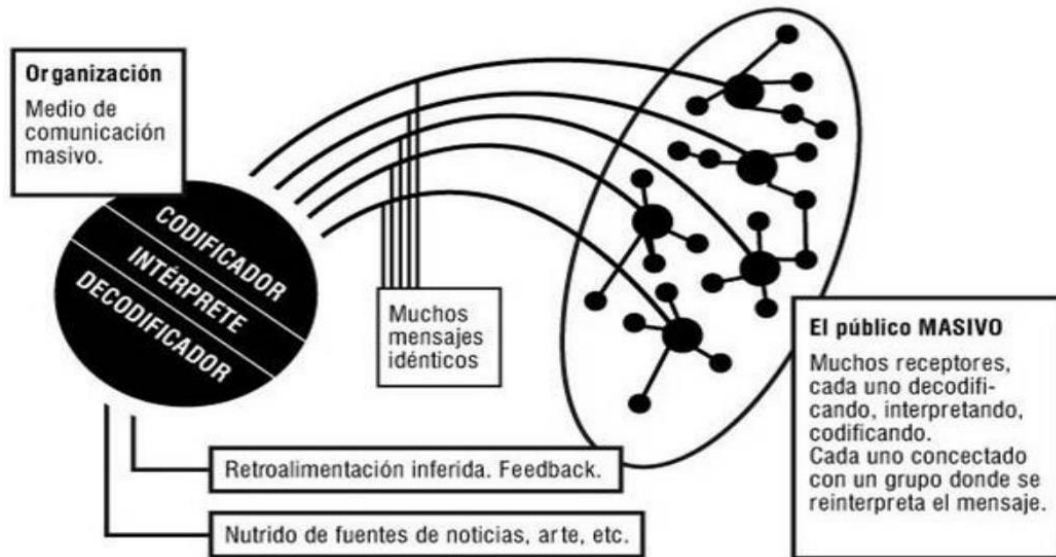 Organización
Medio de
comunicación
masivo.
CODIFICADOR
INTÉRPRETE
DECODIFICADOR
Muchos
mensajes
idénticos
El público MASIVO
Muchos receptores,
cada uno decodifi-
cando, interpretando,
codificando.
Cada uno concectado
con un grupo donde se
reinterpreta el mensaje.
Retroalimentación inferida. Feedback.
Nutrido de fuentes de noticias, arte, etc.